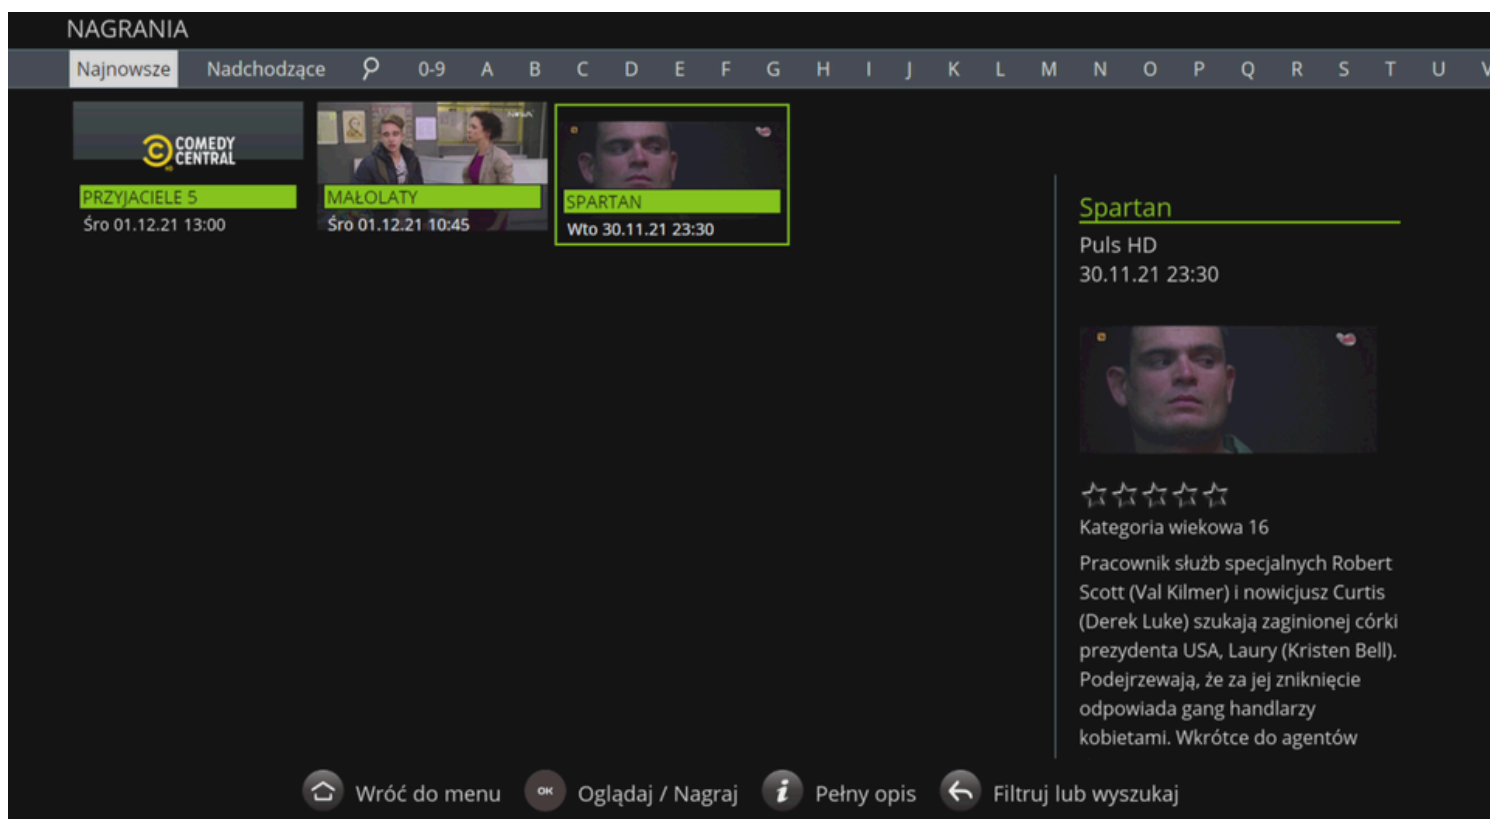 NAGRANIA
Najnowsze Nadchodzące 0-9 A B C D E F G H I J K L M N O P Q R S T U V
COMEDY
CENTRAL
HD
PRZYJACIELE 5
Śro 01.12.21 13:00
MAŁOLATY
Śro 01.12.21 10:45
SPARTAN
Wto 30.11.21 23:30
Spartan
Puls HD
30.11.21 23:30
Kategoria wiekowa 16
Pracownik służb specjalnych Robert
Scott (Val Kilmer) i nowicjusz Curtis
(Derek Luke) szukają zaginionej córki
prezydenta USA, Laury (Kristen Bell).
Podejrzewają, że za jej zniknięcie
odpowiada gang handlarzy
kobietami. Wkrótce do agentów
Wróć do menu OK Oglądaj / Nagraj i Pełny opis Filtruj lub wyszukaj